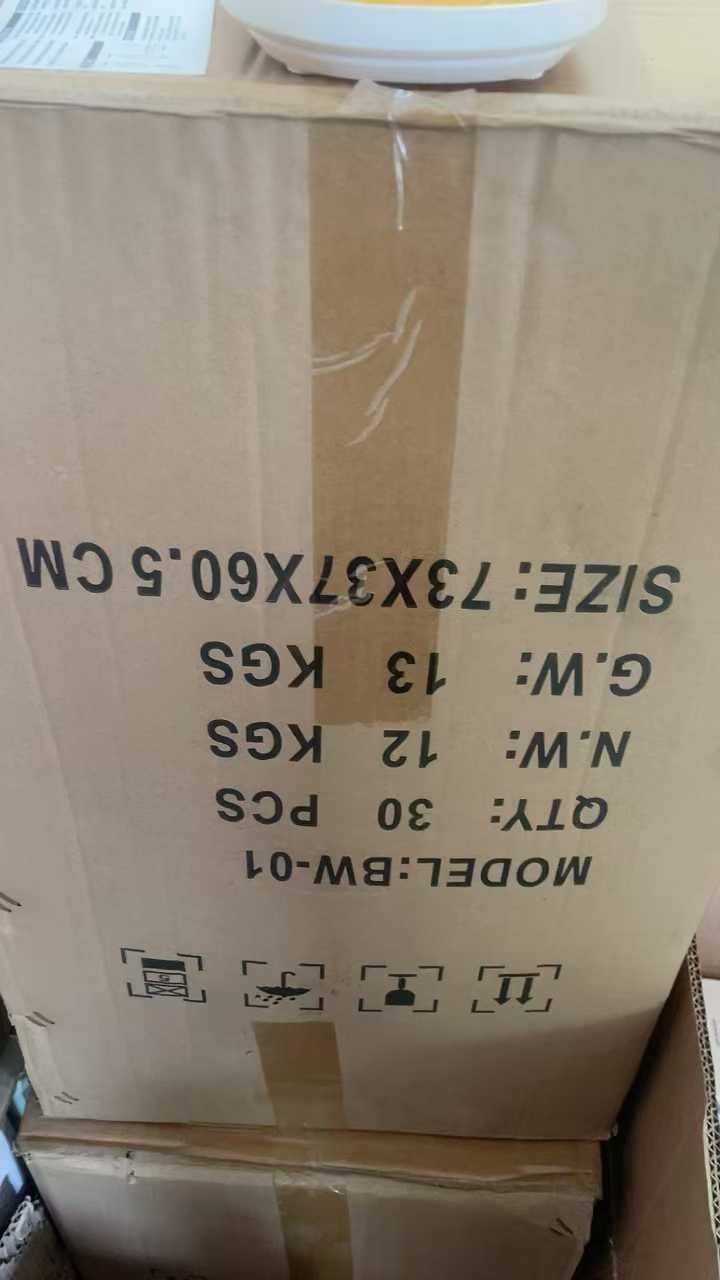 MODEL:BW-01
QTY: 30 PCS
N.W: 12 KGS
G.W: 13 KGS
SIZE: 73X37X60.5 CM